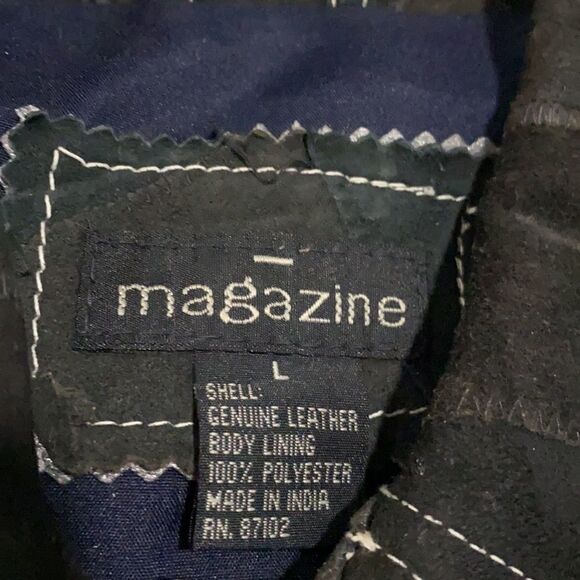 magazine
L
SHELL:
GENUINE LEATHER
BODY LINING
100% POLYESTER
MADE IN INDIA
RN. 87102